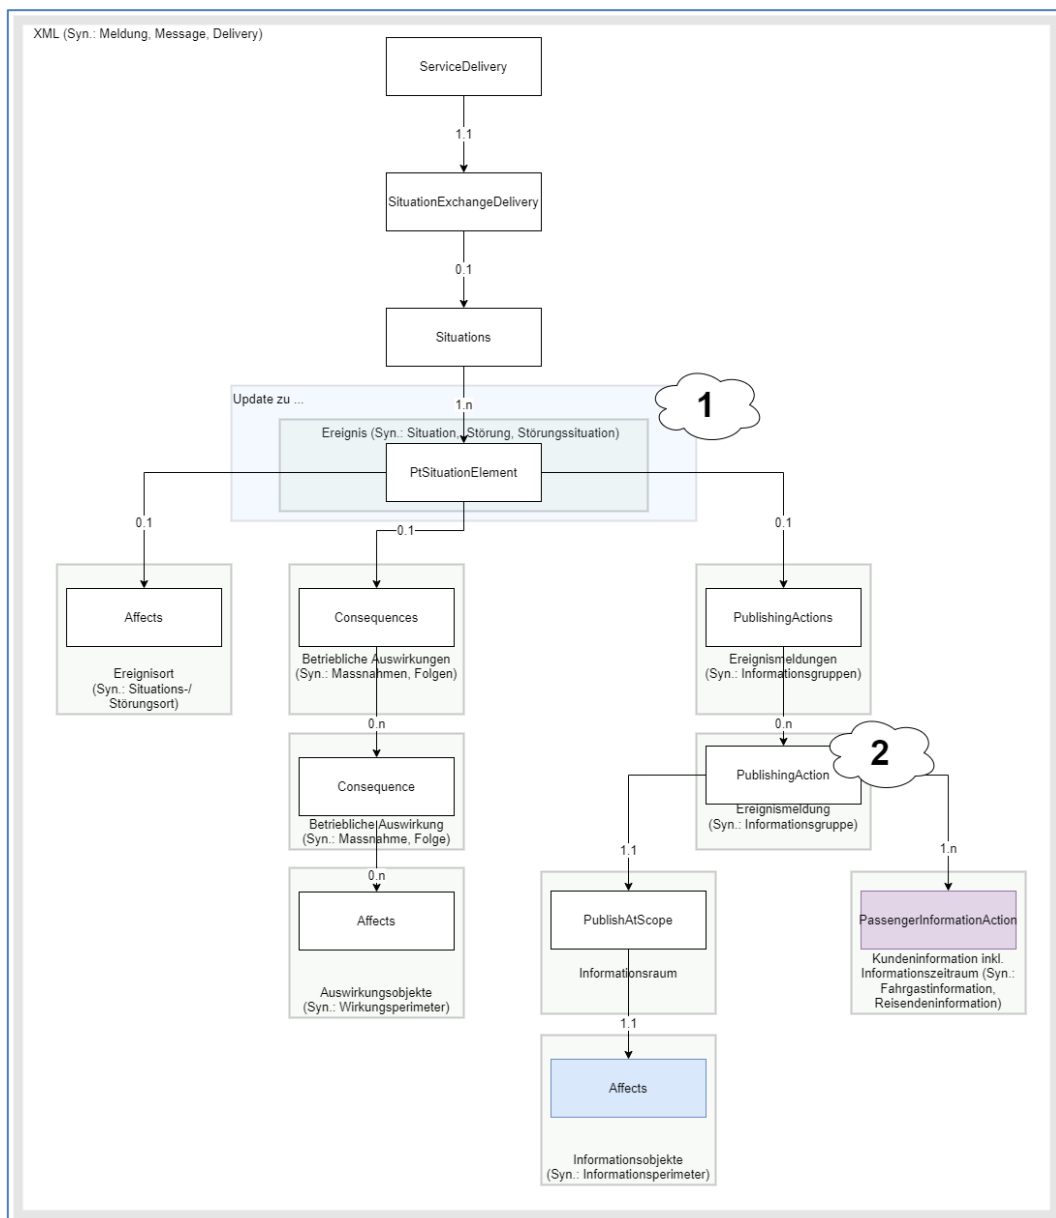 XML (Syn.: Meldung, Message, Delivery)
ServiceDelivery
1.1
SituationExchangeDelivery
0.1
Situations
1.n
Update zu ...
1
Ereignis (Syn.: Situation, Störung, Störungssituation)
PtSituationElement
0.1
0.1
0.1
Affects
Ereignisort
(Syn.: Situations-/
Störungsort)
Consequences
Betriebliche Auswirkungen
(Syn.: Massnahmen, Folgen)
PublishingActions
Ereignismeldungen
(Syn.: Informationsgruppen)
0.n
0.n
Consequence
Betriebliche Auswirkung
(Syn.: Massnahme, Folge)
PublishingAction
2
Ereignismeldung
(Syn.: Informationsgruppe)
0.n
1.1
1.n
Affects
Auswirkungsobjekte
(Syn.: Wirkungsperimeter)
PublishAtScope
Informationsraum
PassengerInformationAction
Kundeninformation inkl.
Informationszeitraum (Syn.:
Fahrgastinformation,
Reisendeninformation)
1.1
Affects
Informationsobjekte
(Syn.: Informationsperimeter)